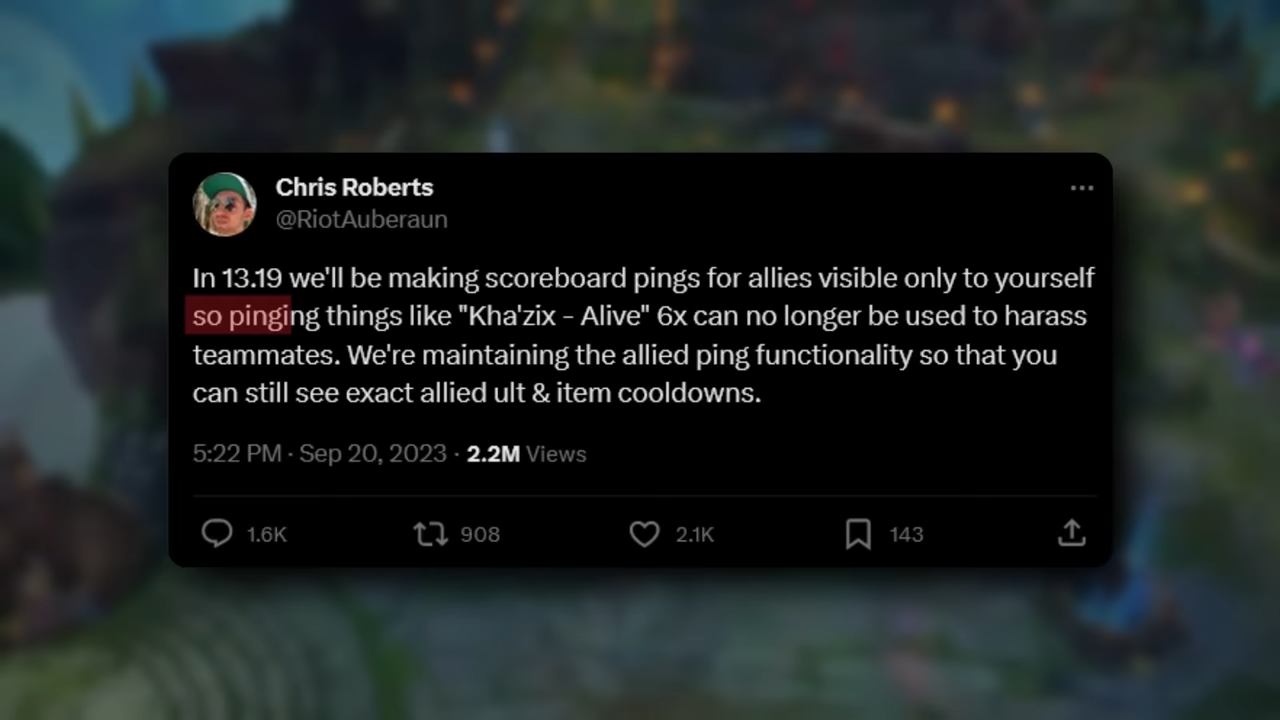 Chris Roberts
@RiotAuberaun
In 13.19 we'll be making scoreboard pings for allies visible only to yourself
so pinging things like "Kha'zix - Alive" 6x can no longer be used to harass
teammates. We're maintaining the allied ping functionality so that you
can still see exact allied ult & item cooldowns.
5:22 PM · Sep 20, 2023 · 2.2M Views
1.6K 908 2.1K 143